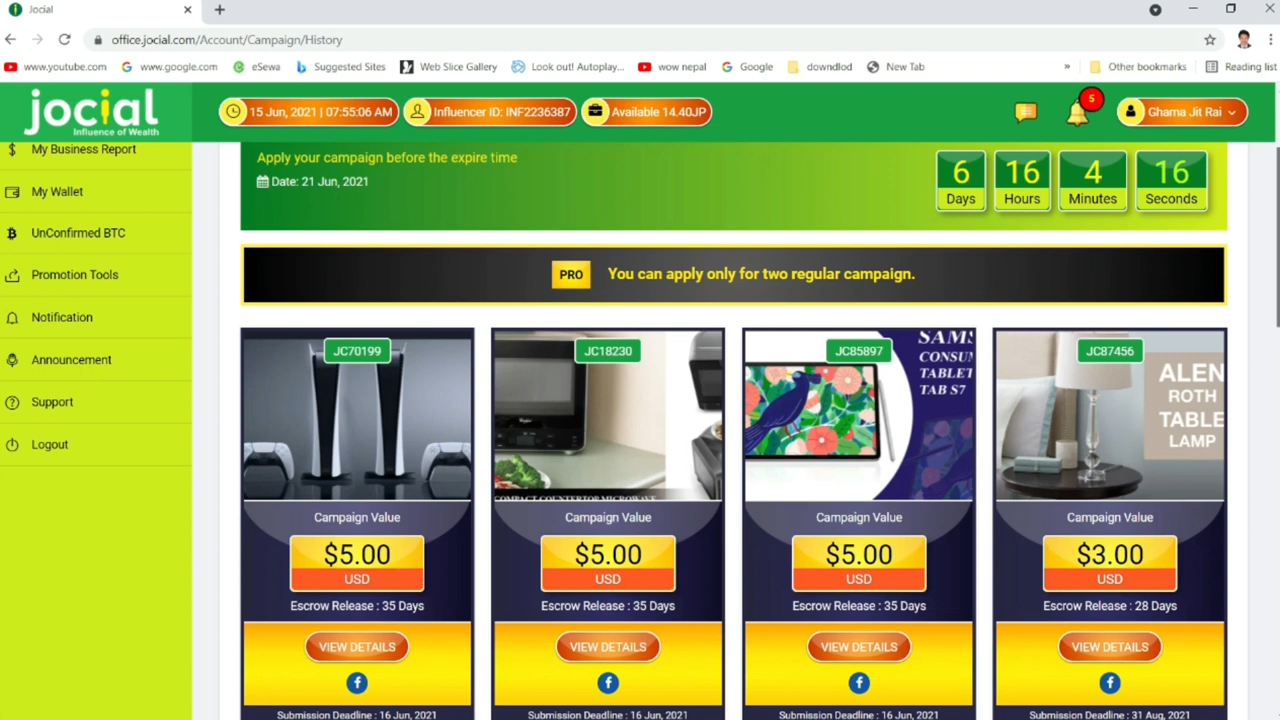 Jocial
office.jocial.com/Account/Campaign/History
www.youtube.com www.google.com eSewa Suggested Sites Web Slice Gallery Look out! Autoplay... wow nepal Google downdlod New Tab » Other bookmarks Reading list
jocial
Influence of Wealth
15 Jun, 2021 | 07:55:06 AM Influencer ID: INF2236387 Available 14.40JP 5 Ghama Jit Rai
My Business Report
My Wallet
UnConfirmed BTC
Promotion Tools
Notification
Announcement
Support
Logout
Apply your campaign before the expire time
Date: 21 Jun, 2021
6 16 4 16
Days Hours Minutes Seconds
PRO You can apply only for two regular campaign.
JC70199
Campaign Value
$5.00
USD
Escrow Release : 35 Days
VIEW DETAILS
Submission Deadline : 16 Jun, 2021
JC18230
COMPACT COUNTERTOP MICROWAVE
Campaign Value
$5.00
USD
Escrow Release : 35 Days
VIEW DETAILS
Submission Deadline : 16 Jun, 2021
JC85897
SAMS
CONSUM
TABLET
TAB S7
Campaign Value
$5.00
USD
Escrow Release : 35 Days
VIEW DETAILS
Submission Deadline : 16 Jun, 2021
JC87456
ALEN
ROTH
TABLE
LAMP
Campaign Value
$3.00
USD
Escrow Release : 28 Days
VIEW DETAILS
Submission Deadline : 31 Aug, 2021